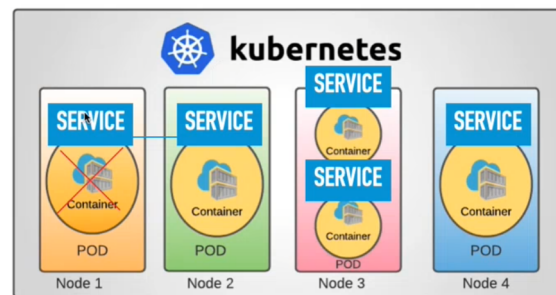 kubernetes
SERVICE
Container
POD
Node 1
SERVICE
Container
POD
Node 2
SERVICE
Container
SERVICE
Container
POD
Node 3
SERVICE
Container
POD
Node 4